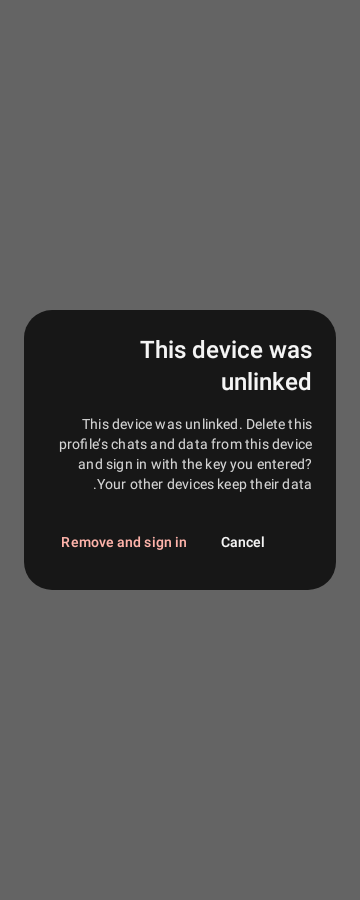 This device was
unlinked
This device was unlinked. Delete this
profile’s chats and data from this device
and sign in with the key you entered?
.Your other devices keep their data
Remove and sign in
Cancel